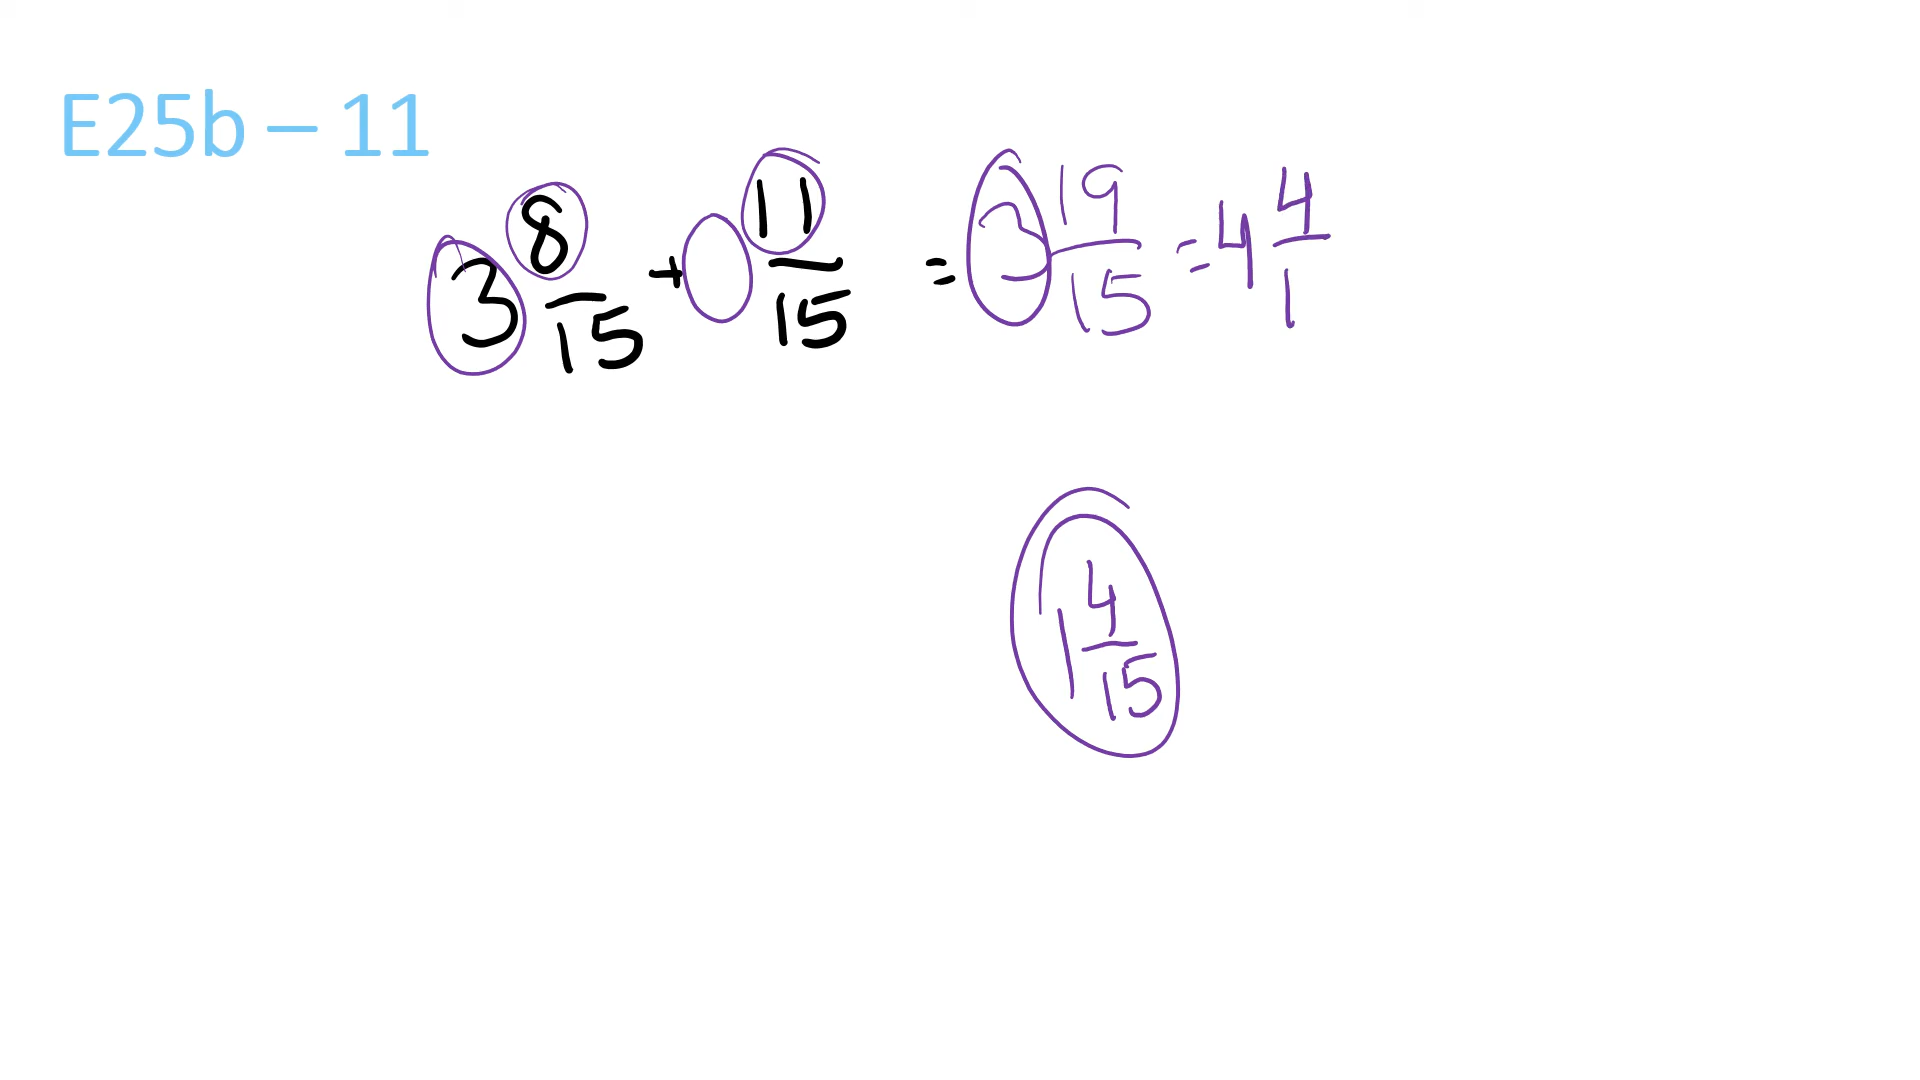 E25b – 11
3 8/15 + 11/15 = 3 19/15 = 4 4/1
1 4/15